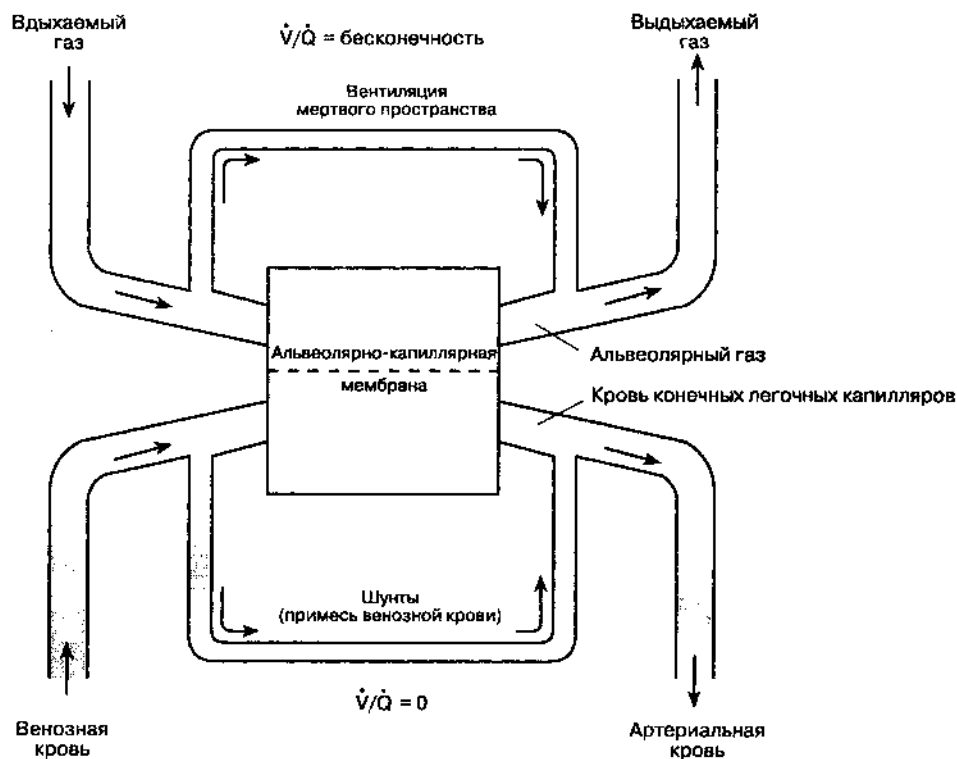 Вдыхаемый
газ
V̇/Q̇ = бесконечность
Выдыхаемый
газ
Вентиляция
мертвого пространства
Альвеолярно-капиллярная
мембрана
Альвеолярный газ
Кровь конечных легочных капилляров
Шунты
(примесь венозной крови)
V̇/Q̇ = 0
Венозная
кровь
Артериальная
кровь